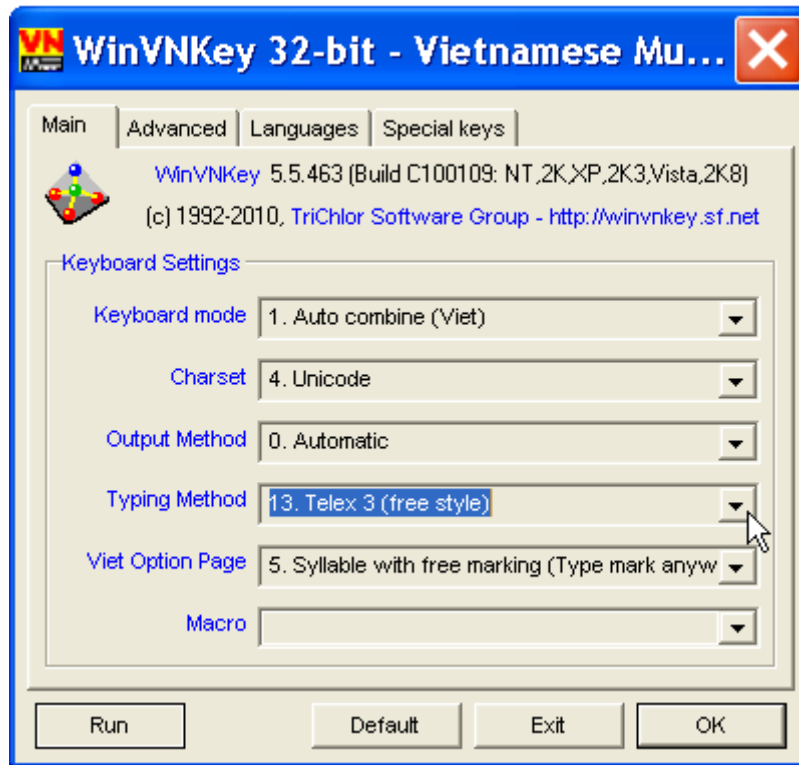 VN
WinVNKey 32-bit - Vietnamese Mu...
Main Advanced Languages Special keys
WinVNKey 5.5.463 (Build C100109: NT,2K,XP,2K3,Vista,2K8)
(c) 1992-2010, TriChlor Software Group - http://winvnkey.sf.net
Keyboard Settings
Keyboard mode 1. Auto combine (Viet)
Charset 4. Unicode
Output Method 0. Automatic
Typing Method 13. Telex 3 (free style)
Viet Option Page 5. Syllable with free marking (Type mark anyw
Macro
Run Default Exit OK